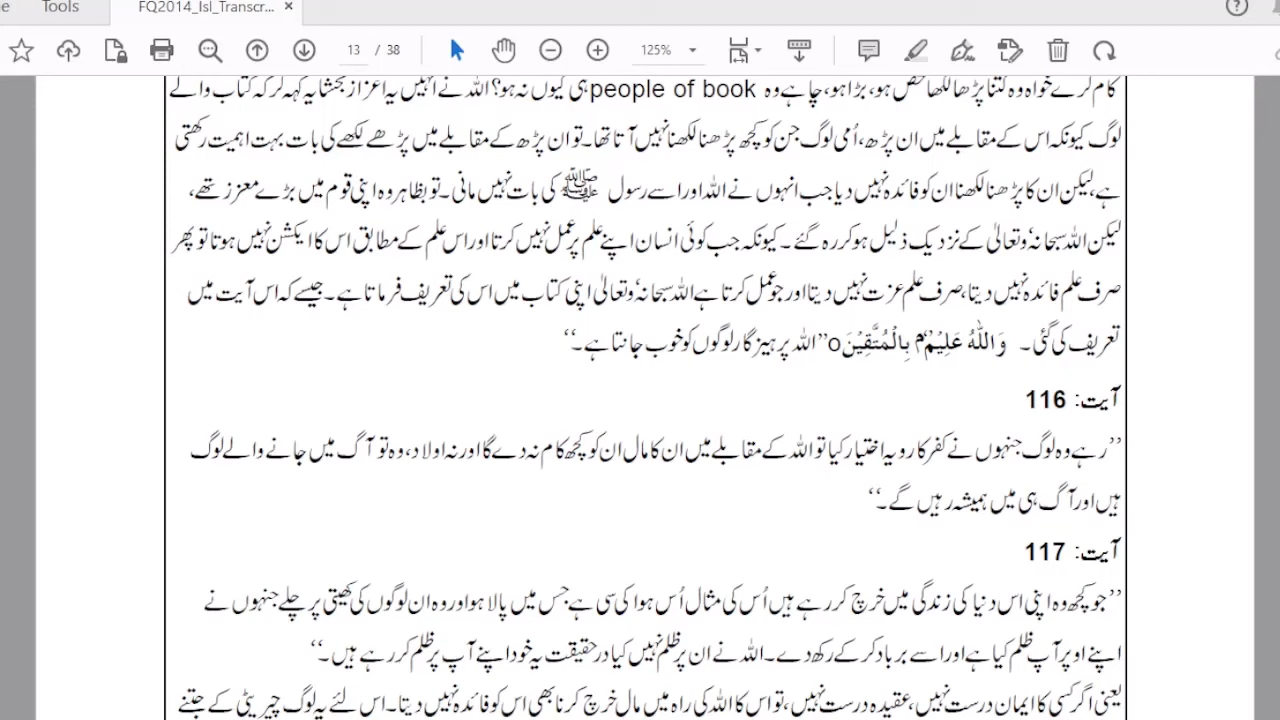 Tools
FQ2014_Isl_Transcr...
13 / 38
125%
کام کرے خواہ وہ کتنا پڑھا لکھا شخص ہو، بڑا ہو، چاہے وہ people of book ہی کیوں نہ ہو؟ اللہ نے انہیں یہ اعزاز بخشا یہ کہہ کر کہ کتاب والے
لوگ کیونکہ اس کے مقابلے میں ان پڑھ، اُمی لوگ جن کو کچھ پڑھنا لکھنا نہیں آتا تھا۔ تو ان پڑھ کے مقابلے میں پڑھے لکھے کی بات بہت اہمیت رکھتی
ہے، لیکن ان کا پڑھنا لکھنا ان کو فائدہ نہیں دیا جب انہوں نے اللہ اور اسے رسول ﷺ کی بات نہیں مانی۔ تو بظاہر وہ اپنی قوم میں بڑے معزز تھے،
لیکن اللہ سبحانہٗ وتعالیٰ کے نزدیک ذلیل ہو کر رہ گئے۔ کیونکہ جب کوئی انسان اپنے علم پر عمل نہیں کرتا اور اس علم کے مطابق اس کا ایکشن نہیں ہوتا تو پھر
صرف علم فائدہ نہیں دیتا، صرف علم عزت نہیں دیتا اور جو عمل کرتا ہے اللہ سبحانہٗ وتعالیٰ اپنی کتاب میں اس کی تعریف فرماتا ہے۔ جیسے کہ اس آیت میں
تعریف کی گئی۔ وَاللّٰهُ عَلِيْمٌۢ بِالْمُتَّقِيْنَ o ’’اللہ پرہیز گار لوگوں کو خوب جانتا ہے۔‘‘
آیت: 116
’’رہے وہ لوگ جنہوں نے کفر کا رویہ اختیار کیا تو اللہ کے مقابلے میں ان کا مال ان کو کچھ کام نہ دے گا اور نہ اولاد، وہ تو آگ میں جانے والے لوگ
ہیں اور آگ ہی میں ہمیشہ رہیں گے۔‘‘
آیت: 117
’’جو کچھ وہ اپنی اس دنیا کی زندگی میں خرچ کر رہے ہیں اُس کی مثال اُس ہوا کی سی ہے جس میں پالا ہو اور وہ ان لوگوں کی کھیتی پر چلے جنہوں نے
اپنے اوپر آپ ظلم کیا ہے اور اسے برباد کر کے رکھ دے۔ اللہ نے ان پر ظلم نہیں کیا درحقیقت یہ خود اپنے آپ پر ظلم کر رہے ہیں۔‘‘
یعنی اگر کسی کا ایمان درست نہیں، عقیدہ درست نہیں، تو اس کا اللہ کی راہ میں مال خرچ کرنا بھی اس کو فائدہ نہیں دیتا۔ اس لئے یہ لوگ چیریٹی کے جتنے